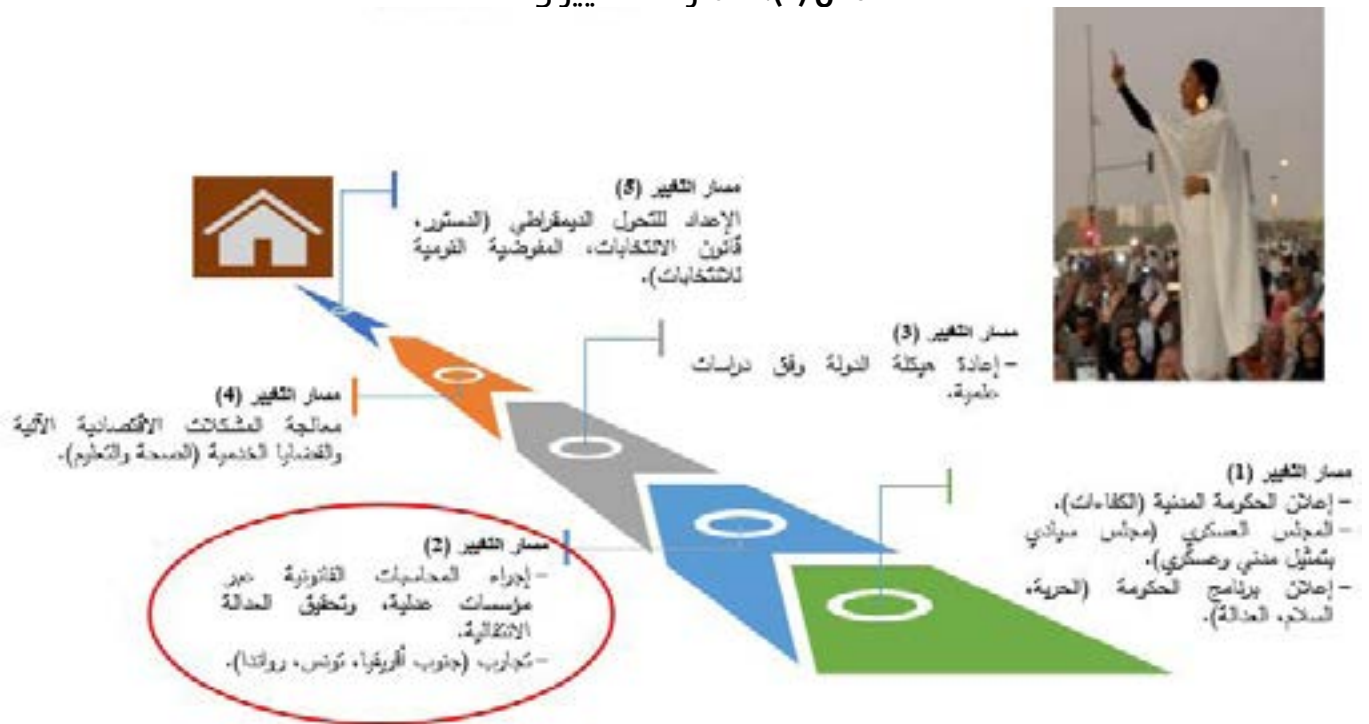 مسار التغيير (5)
الإعداد للتحول الديمقراطي (الدستور،
قانون الانتخابات، المفوضية القومية
للانتخابات).
مسار التغيير (3)
– إعادة هيكلة الدولة وفق دراسات
علمية.
مسار التغيير (4)
معالجة المشكلات الاقتصادية الآنية
والقضايا الخدمية (الصحة والتعليم).
مسار التغيير (1)
– إعلان الحكومة المدنية (الكفاءات).
– المجلس العسكري (مجلس سيادي
بتمثيل مدني وعسكري).
– إعلان برنامج الحكومة (الحرية،
السلام، العدالة).
مسار التغيير (2)
– إجراء المحاسبات القانونية عبر
مؤسسات عدلية، وتحقيق العدالة
الانتقالية.
– تجارب (جنوب أفريقيا، تونس، رواندا).